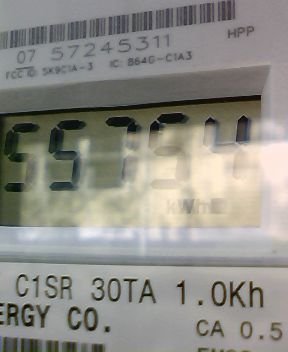 07 57245311
HPP
FCC ID: SK9C1A-3 IC: 864G-C1A3
55754
kWh
C1SR 30TA 1.0Kh
ERGY CO.
CA 0.5